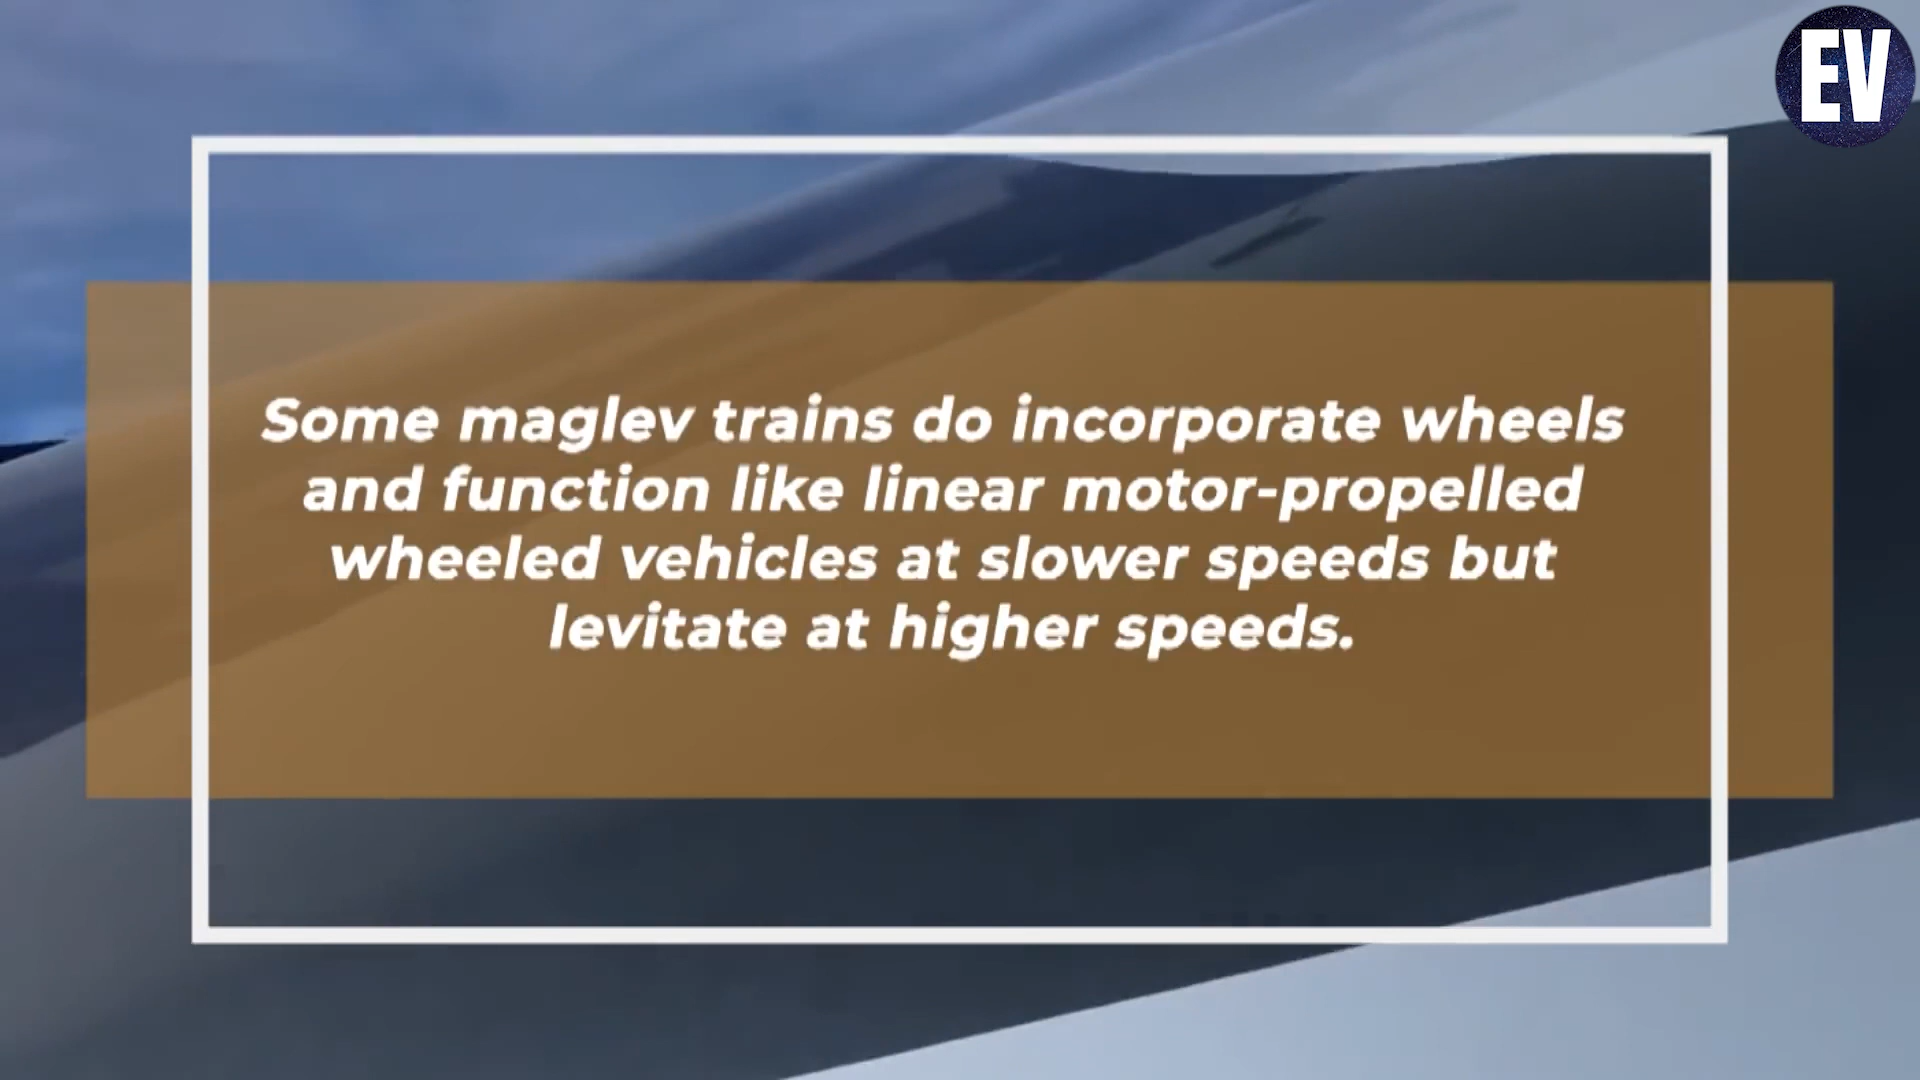 EV
Some maglev trains do incorporate wheels
and function like linear motor-propelled
wheeled vehicles at slower speeds but
levitate at higher speeds.